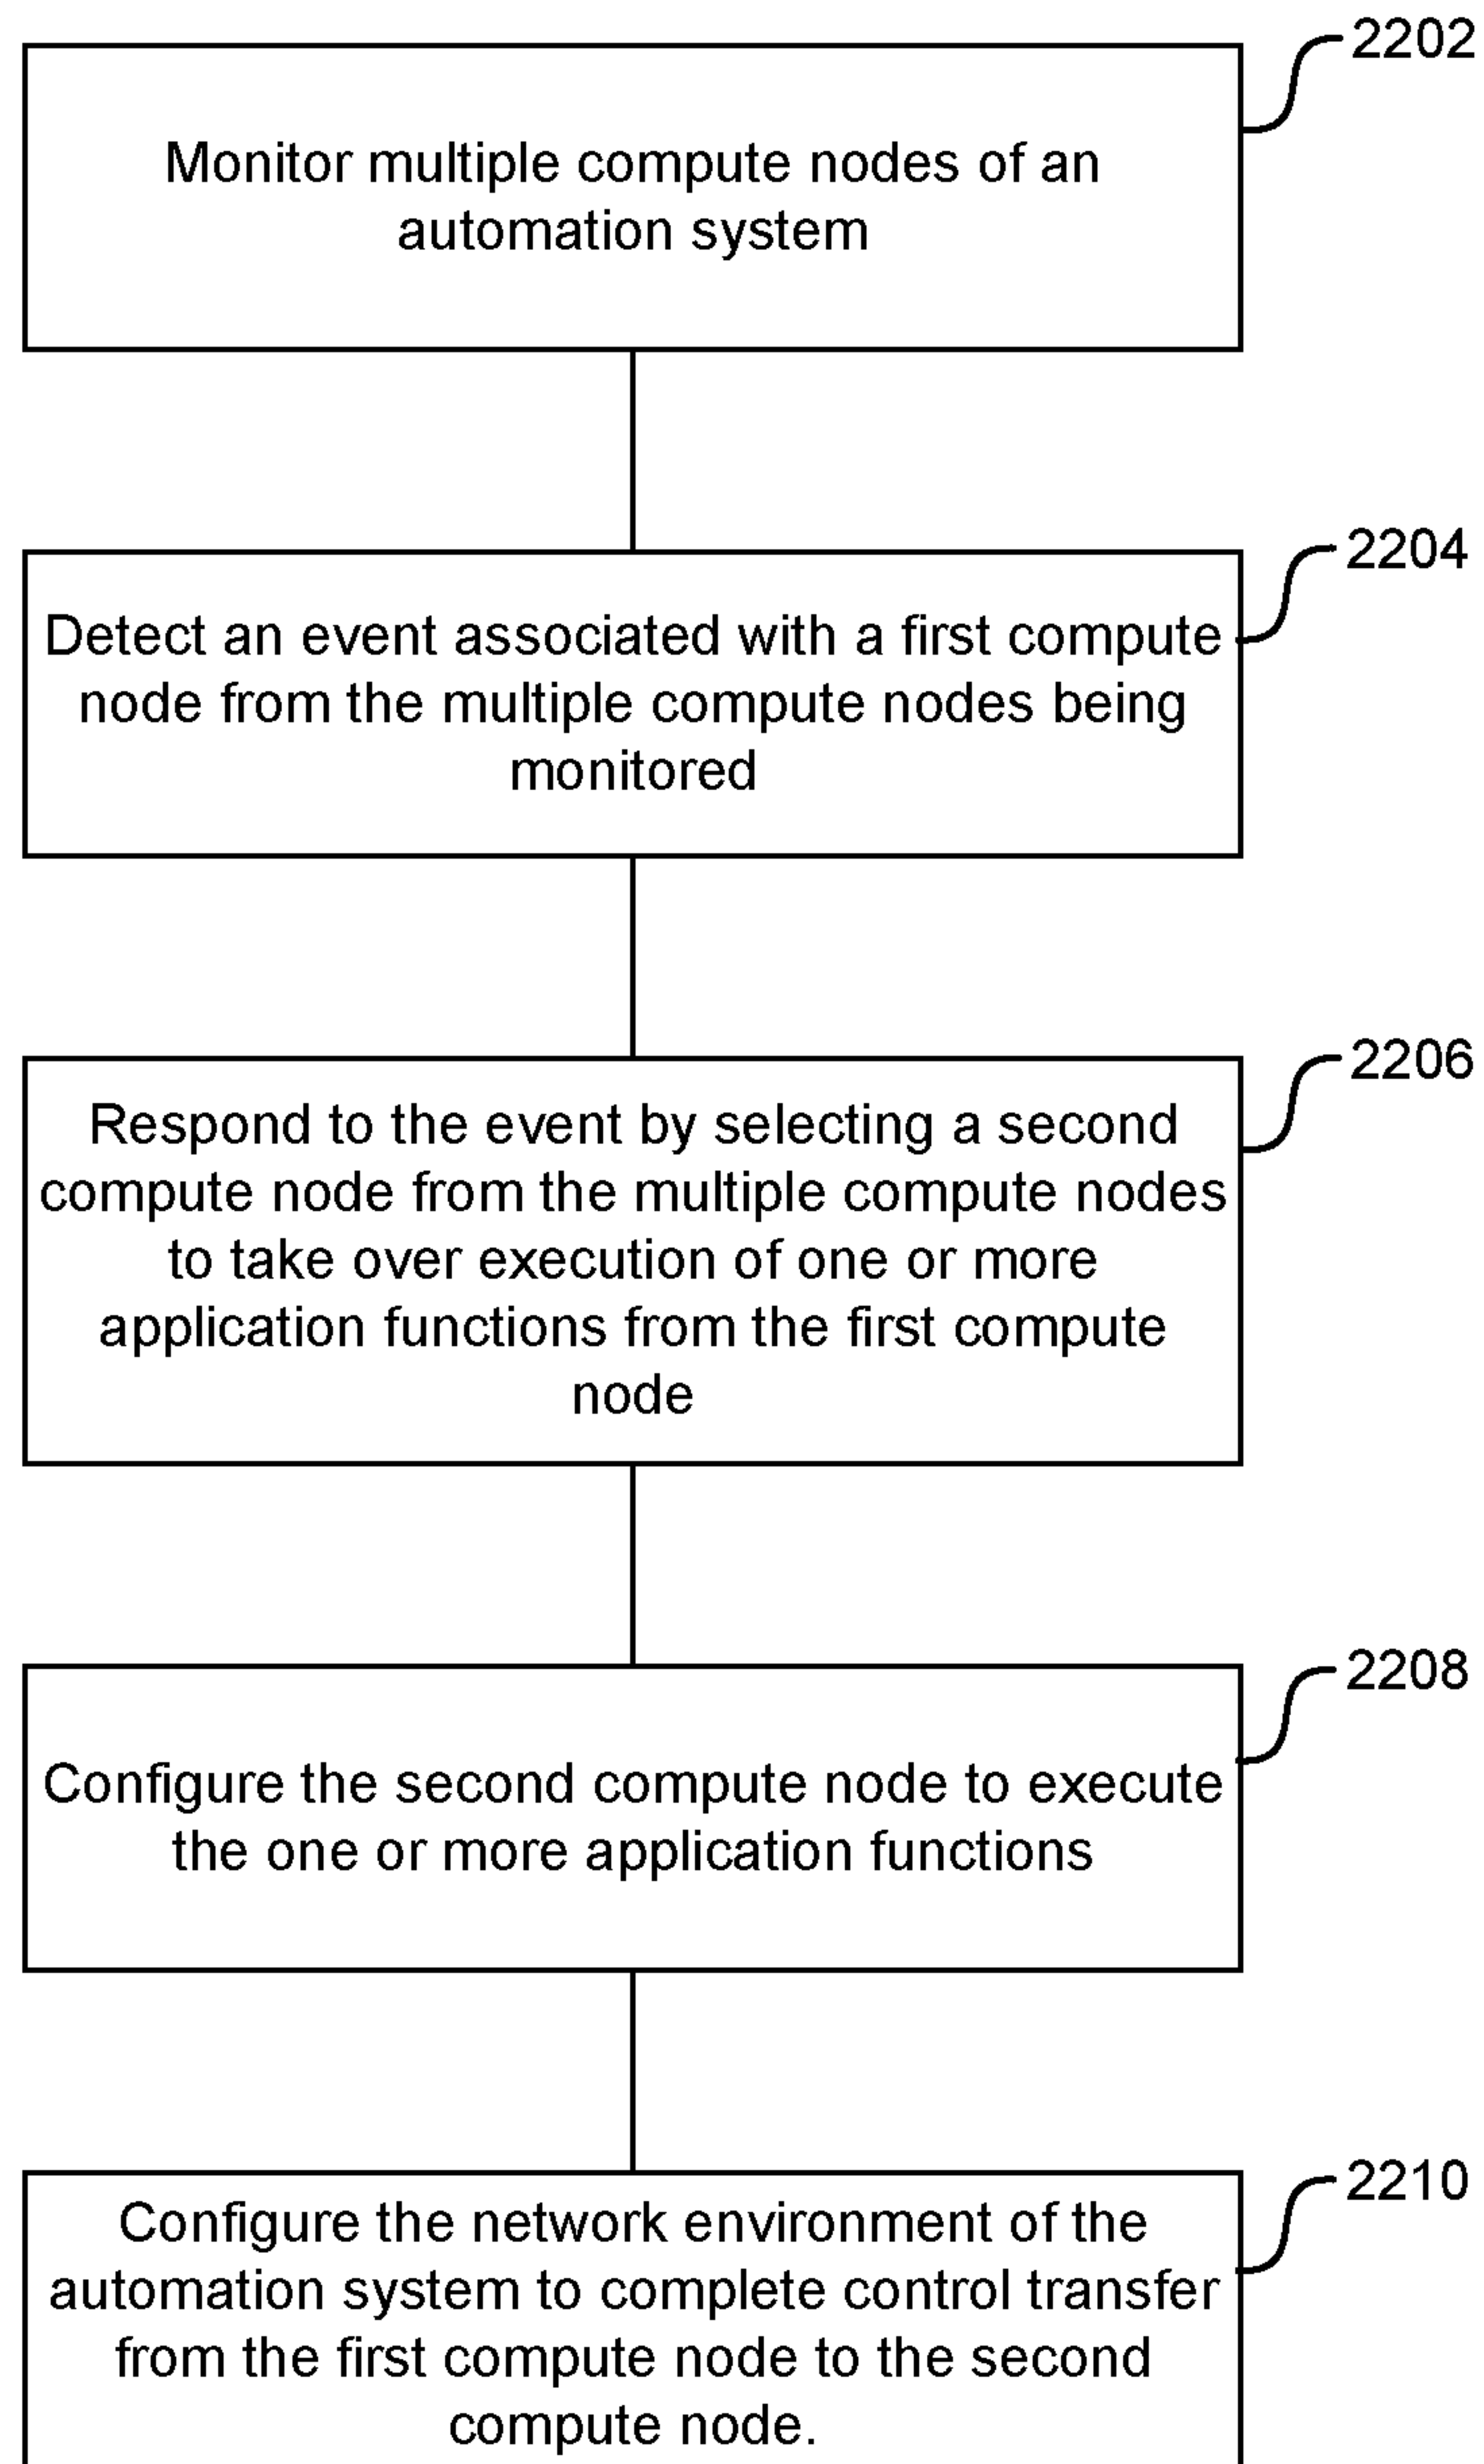 2202
Monitor multiple compute nodes of an
automation system
2204
Detect an event associated with a first compute
node from the multiple compute nodes being
monitored
2206
Respond to the event by selecting a second
compute node from the multiple compute nodes
to take over execution of one or more
application functions from the first compute
node
2208
Configure the second compute node to execute
the one or more application functions
2210
Configure the network environment of the
automation system to complete control transfer
from the first compute node to the second
compute node.